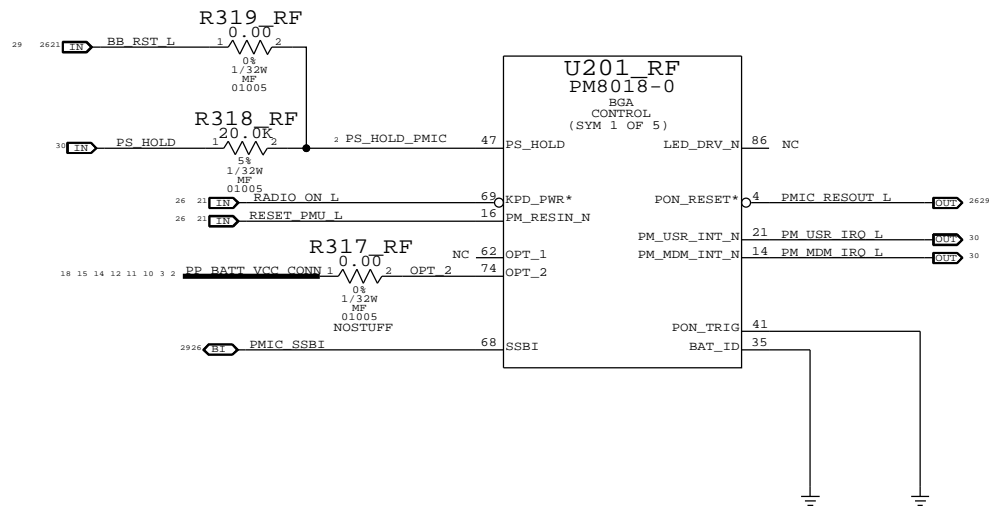 R319_RF
0.00
29 2621 IN BB_RST_L 1 2
0%
1/32W
MF
01005
R318_RF
20.0K
30 IN PS_HOLD 1 2
5%
1/32W
MF
01005
2 PS_HOLD_PMIC 47 PS_HOLD
U201_RF
PM8018-0
BGA
CONTROL
(SYM 1 OF 5)
LED_DRV_N 86 NC
26 21 IN RADIO_ON_L 69 KPD_PWR*
PON_RESET* 4 PMIC_RESOUT_L OUT 2629
26 21 IN RESET_PMU_L 16 PM_RESIN_N
PM_USR_INT_N 21 PM_USR_IRQ_L OUT 30
R317_RF
0.00
NC 62 OPT_1
PM_MDM_INT_N 14 PM_MDM_IRQ_L OUT 30
18 15 14 12 11 10 3 2 PP_BATT_VCC_CONN 1 2 OPT_2 74 OPT_2
0%
1/32W
MF
01005
NOSTUFF
PON_TRIG 41
2926 BI PMIC_SSBI 68 SSBI
BAT_ID 35